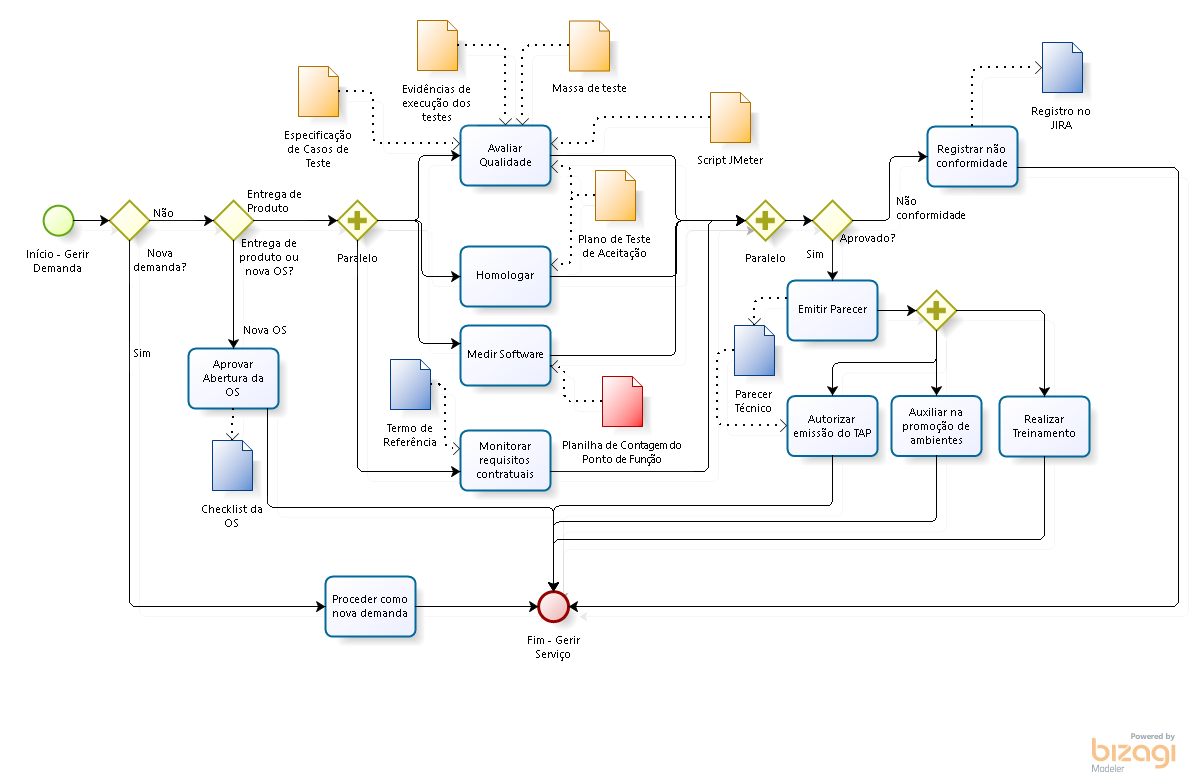 Evidências de
execução dos
testes
Massa de teste
Registro no
JIRA
Especificação
de Casos de
Teste
Avaliar
Qualidade
Script JMeter
Registrar não
conformidade
Entrega de
Produto
Não
Não
conformidade
Plano de Teste
de Aceitação
Início - Gerir
Demanda
Nova
demanda?
Entrega de
produto ou
nova OS?
Paralelo
Homologar
Paralelo
Aprovado?
Sim
Emitir Parecer
Nova OS
Sim
Aprovar
Abertura da
OS
Medir Software
Parecer
Técnico
Termo de
Referência
Planilha de Contagem do
Ponto de Função
Autorizar
emissão do TAP
Auxiliar na
promoção de
ambientes
Realizar
Treinamento
Monitorar
requisitos
contratuais
Checklist da
OS
Proceder como
nova demanda
Fim - Gerir
Serviço
Powered by
bizagi
Modeler